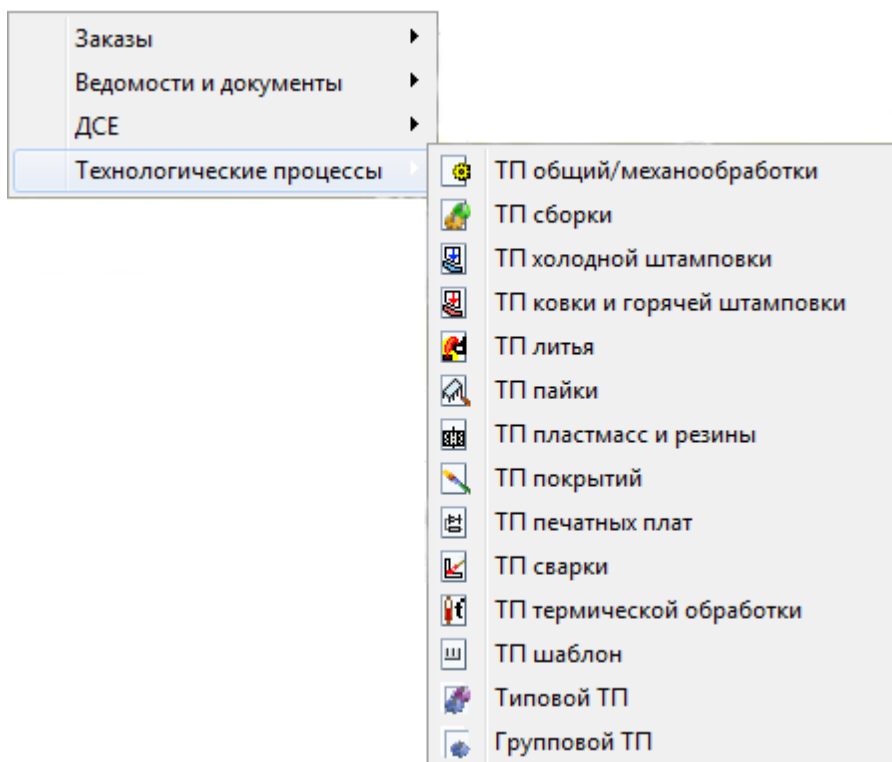 Заказы
Ведомости и документы
ДСЕ
Технологические процессы
ТП общий/механообработки
ТП сборки
ТП холодной штамповки
ТП ковки и горячей штамповки
ТП литья
ТП пайки
ТП пластмасс и резины
ТП покрытий
ТП печатных плат
ТП сварки
ТП термической обработки
ТП шаблон
Типовой ТП
Групповой ТП